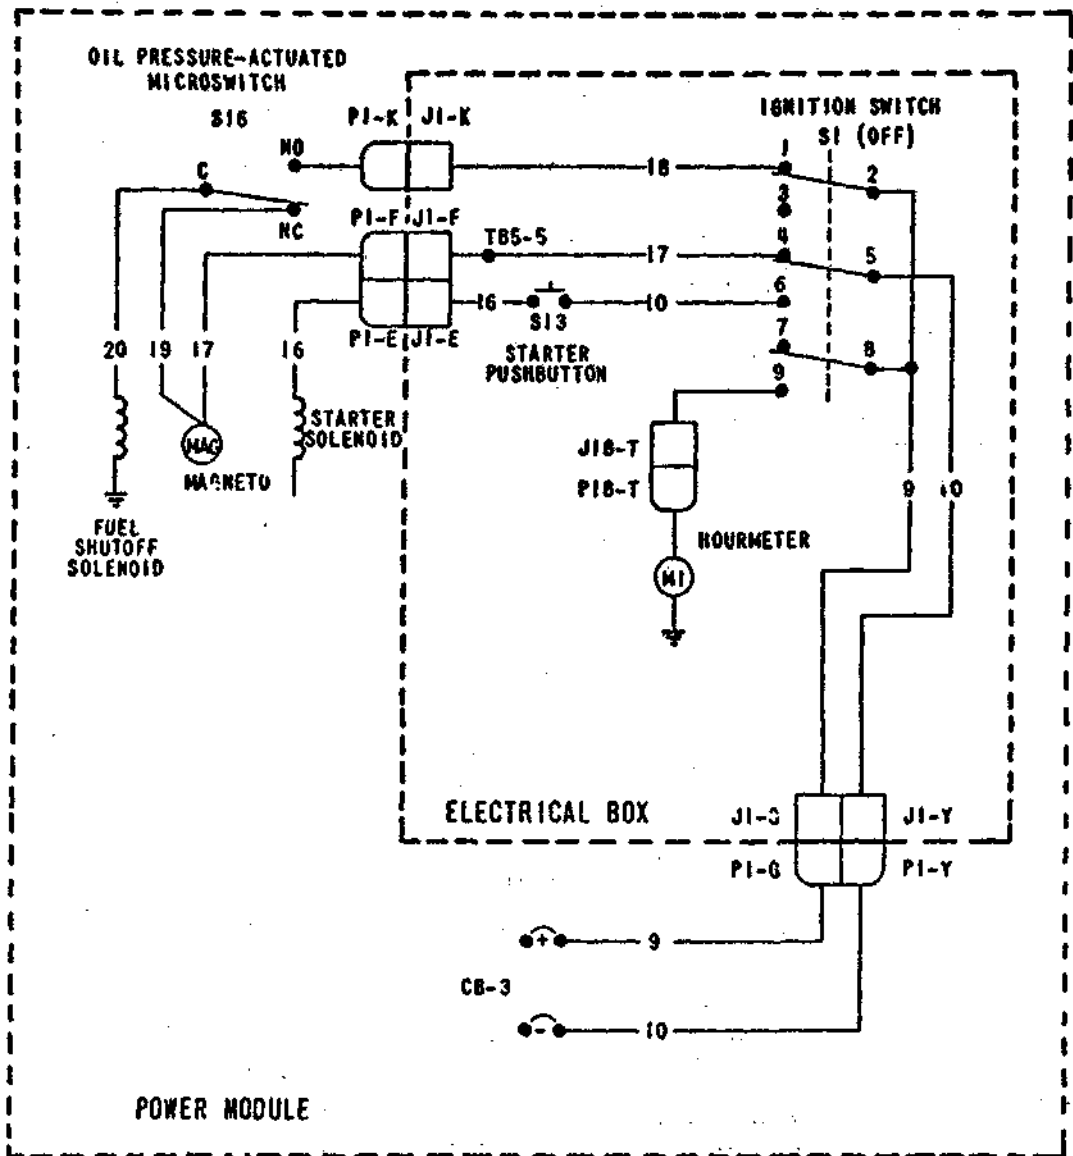 OIL PRESSURE-ACTUATED
MICROSWITCH
S16
P1-K J1-K
IGNITION SWITCH
S1 (OFF)
NO
18
1
2
C
3
NC
P1-F J1-F
TB5-5
17
4
5
16
10
6
S13
P1-E J1-E
STARTER
PUSHBUTTON
7
8
9
20 19 17 16
STARTER
SOLENOID
MAG
MAGNETO
J18-T
P18-T
9 10
FUEL
SHUTOFF
SOLENOID
HOURMETER
M1
ELECTRICAL BOX
J1-G
J1-Y
P1-G
P1-Y
+
9
CB-3
-
10
POWER MODULE